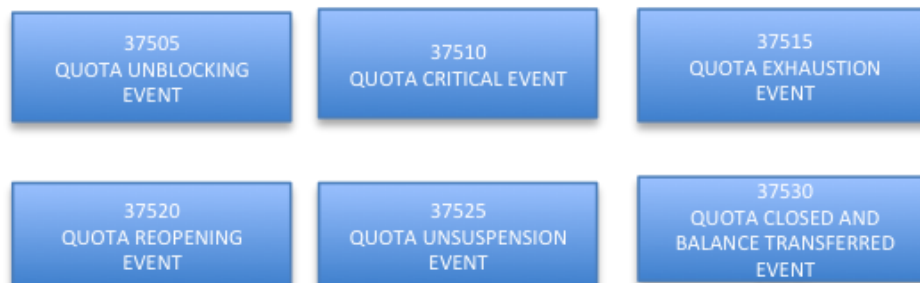 37505
QUOTA UNBLOCKING
EVENT
37510
QUOTA CRITICAL EVENT
37515
QUOTA EXHAUSTION
EVENT
37520
QUOTA REOPENING
EVENT
37525
QUOTA UNSUSPENSION
EVENT
37530
QUOTA CLOSED AND
BALANCE TRANSFERRED
EVENT